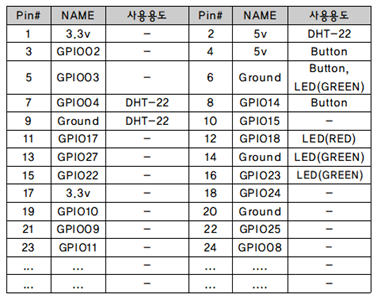 Pin# NAME 사용용도 Pin# NAME 사용용도
1 3,3v - 2 5v DHT-22
3 GPIO02 - 4 5v Button
5 GPIO03 - 6 Ground Button, LED(GREEN)
7 GPIO04 DHT-22 8 GPIO14 Button
9 Ground DHT-22 10 GPIO15 -
11 GPIO17 - 12 GPIO18 LED(RED)
13 GPIO27 - 14 Ground LED(GREEN)
15 GPIO22 - 16 GPIO23 LED(GREEN)
17 3,3v - 18 GPIO24 -
19 GPIO10 - 20 Ground -
21 GPIO09 - 22 GPIO25 -
23 GPIO11 - 24 GPIO08 -
... ... - ... .... -
... ... - ... .... -